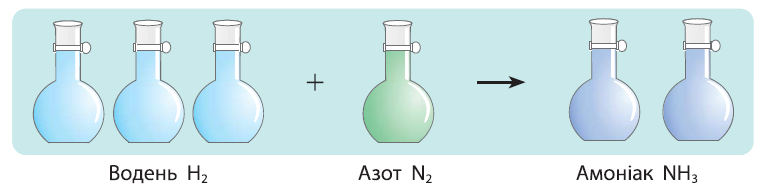 +
Водень H₂ Азот N₂ Амоніак NH₃